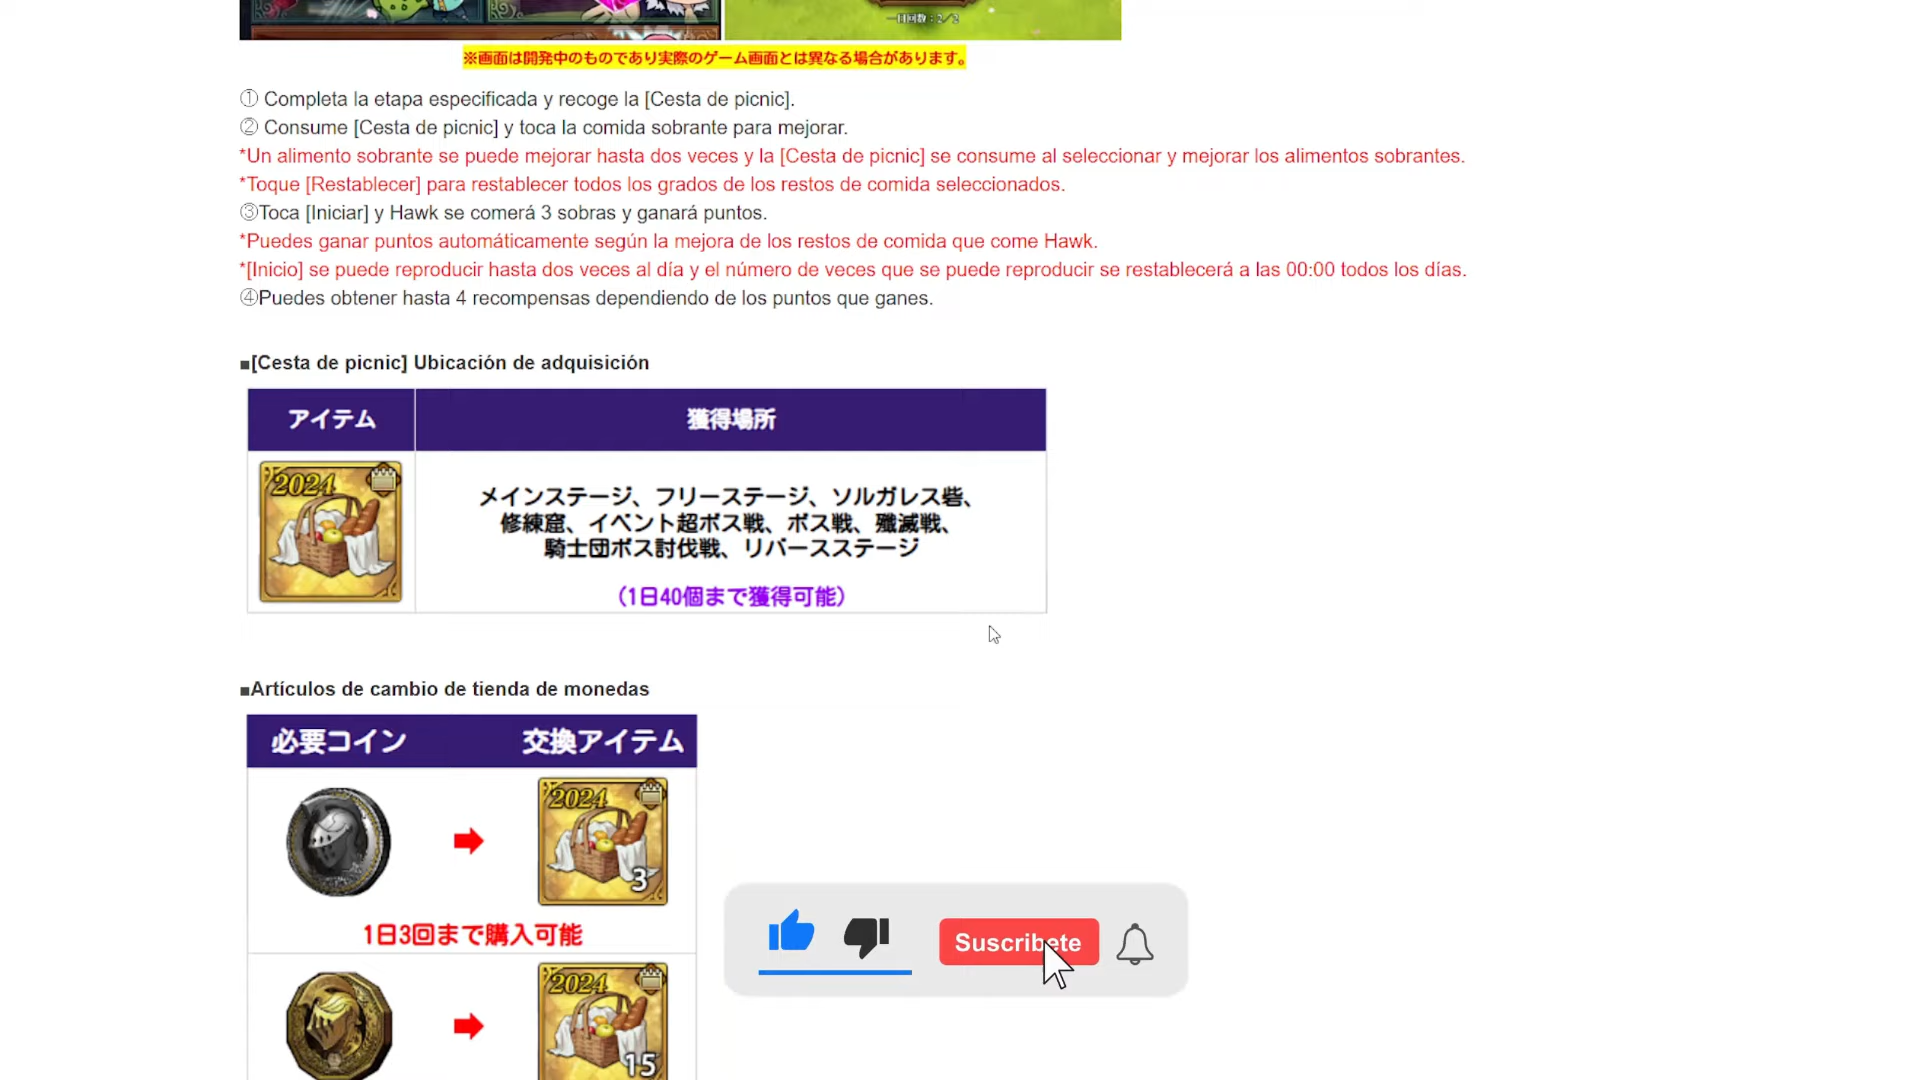 一日回数：2／2
※画面は開発中のものであり実際のゲーム画面とは異なる場合があります。
① Completa la etapa especificada y recoge la [Cesta de picnic].
② Consume [Cesta de picnic] y toca la comida sobrante para mejorar.
*Un alimento sobrante se puede mejorar hasta dos veces y la [Cesta de picnic] se consume al seleccionar y mejorar los alimentos sobrantes.
*Toque [Restablecer] para restablecer todos los grados de los restos de comida seleccionados.
③Toca [Iniciar] y Hawk se comerá 3 sobras y ganará puntos.
*Puedes ganar puntos automáticamente según la mejora de los restos de comida que come Hawk.
*[Inicio] se puede reproducir hasta dos veces al día y el número de veces que se puede reproducir se restablecerá a las 00:00 todos los días.
④Puedes obtener hasta 4 recompensas dependiendo de los puntos que ganes.
■[Cesta de picnic] Ubicación de adquisición
アイテム 獲得場所
2024
メインステージ、フリーステージ、ソルガレス砦、
修練窟、イベント超ボス戦、ボス戦、殲滅戦、
騎士団ボス討伐戦、リバースステージ
（1日40個まで獲得可能）
■Artículos de cambio de tienda de monedas
必要コイン 交換アイテム
2024
3
1日3回まで購入可能
2024
15
Suscribete